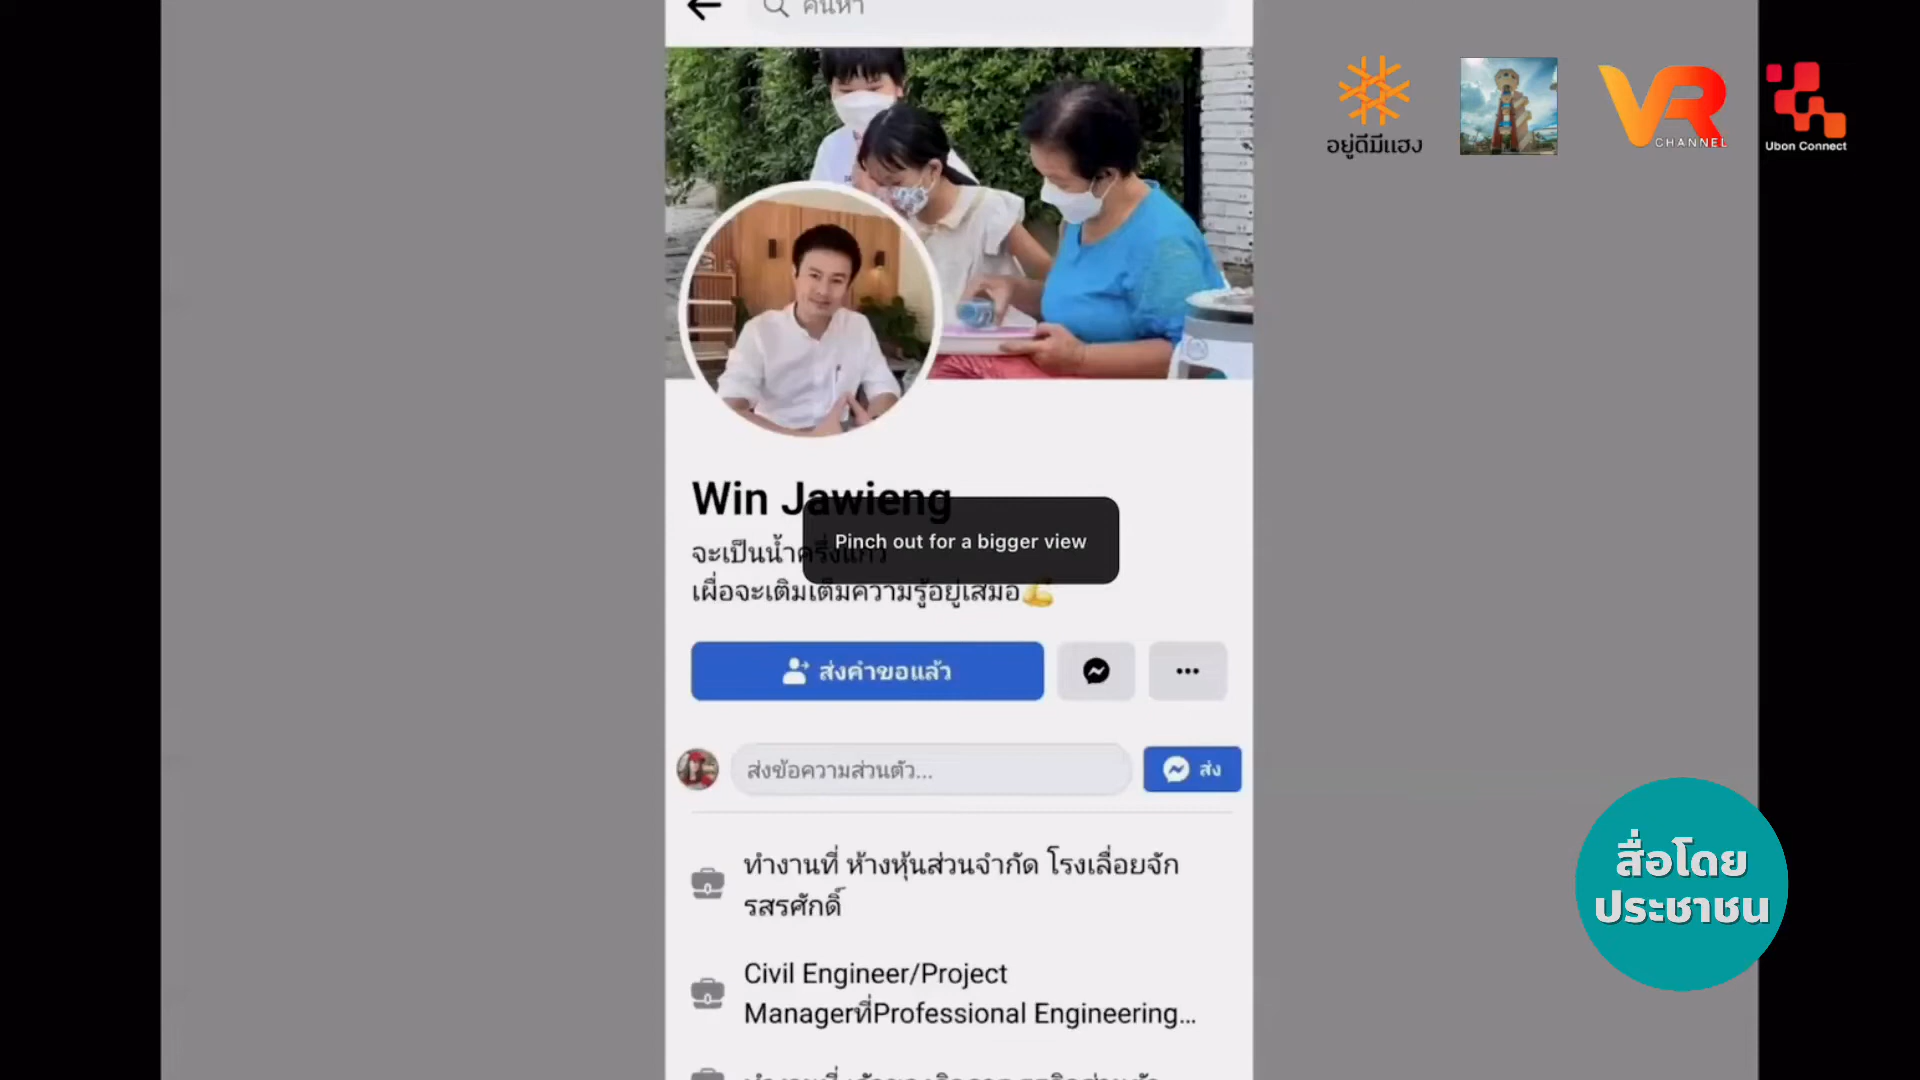 ค้นหา
อยู่ดีมีแฮง
VR
CHANNEL
Ubon Connect
Win Jawieng
Pinch out for a bigger view
จะเป็นน้ำครึ่งแก้ว
เผื่อจะเติมเต็มความรู้อยู่เสมอ💪
ส่งคำขอแล้ว
ส่งข้อความส่วนตัว...
ส่ง
ทำงานที่ ห้างหุ้นส่วนจำกัด โรงเลื่อยจัก
รสรศักดิ์
Civil Engineer/Project
Managerที่Professional Engineering...
สื่อโดย
ประชาชน